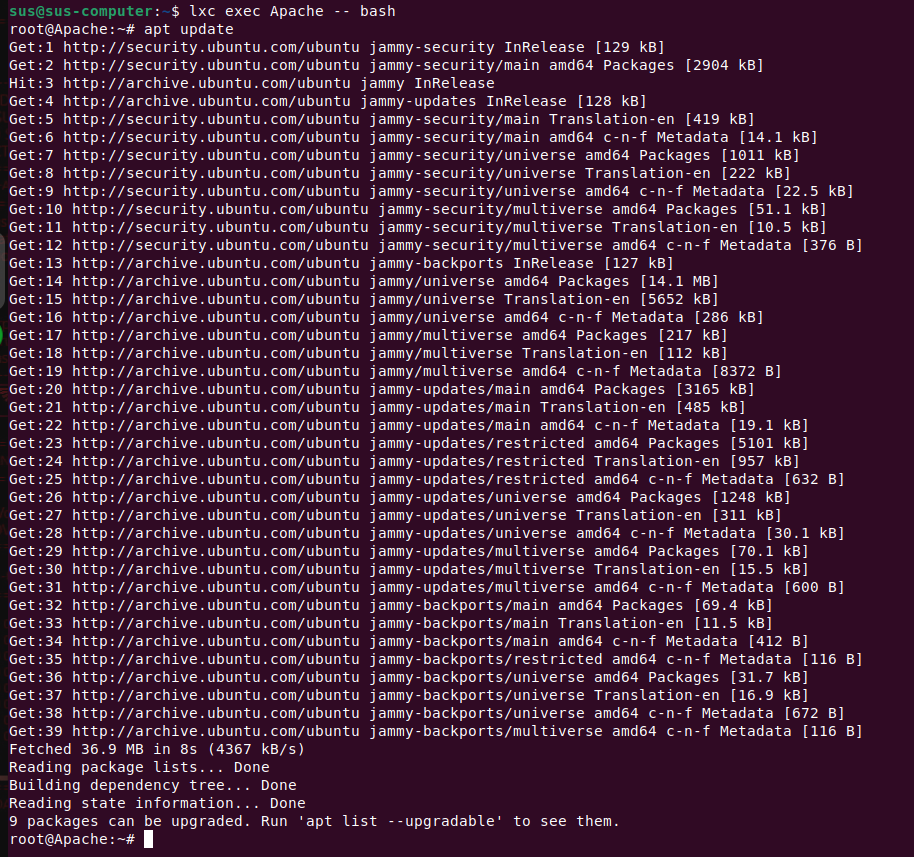 sus@sus-computer:~$ lxc exec Apache -- bash
root@Apache:~# apt update
Get:1 http://security.ubuntu.com/ubuntu jammy-security InRelease [129 kB]
Get:2 http://security.ubuntu.com/ubuntu jammy-security/main amd64 Packages [2904 kB]
Hit:3 http://archive.ubuntu.com/ubuntu jammy InRelease
Get:4 http://archive.ubuntu.com/ubuntu jammy-updates InRelease [128 kB]
Get:5 http://security.ubuntu.com/ubuntu jammy-security/main Translation-en [419 kB]
Get:6 http://security.ubuntu.com/ubuntu jammy-security/main amd64 c-n-f Metadata [14.1 kB]
Get:7 http://security.ubuntu.com/ubuntu jammy-security/universe amd64 Packages [1011 kB]
Get:8 http://security.ubuntu.com/ubuntu jammy-security/universe Translation-en [222 kB]
Get:9 http://security.ubuntu.com/ubuntu jammy-security/universe amd64 c-n-f Metadata [22.5 kB]
Get:10 http://security.ubuntu.com/ubuntu jammy-security/multiverse amd64 Packages [51.1 kB]
Get:11 http://security.ubuntu.com/ubuntu jammy-security/multiverse Translation-en [10.5 kB]
Get:12 http://security.ubuntu.com/ubuntu jammy-security/multiverse amd64 c-n-f Metadata [376 B]
Get:13 http://archive.ubuntu.com/ubuntu jammy-backports InRelease [127 kB]
Get:14 http://archive.ubuntu.com/ubuntu jammy/universe amd64 Packages [14.1 MB]
Get:15 http://archive.ubuntu.com/ubuntu jammy/universe Translation-en [5652 kB]
Get:16 http://archive.ubuntu.com/ubuntu jammy/universe amd64 c-n-f Metadata [286 kB]
Get:17 http://archive.ubuntu.com/ubuntu jammy/multiverse amd64 Packages [217 kB]
Get:18 http://archive.ubuntu.com/ubuntu jammy/multiverse Translation-en [112 kB]
Get:19 http://archive.ubuntu.com/ubuntu jammy/multiverse amd64 c-n-f Metadata [8372 B]
Get:20 http://archive.ubuntu.com/ubuntu jammy-updates/main amd64 Packages [3165 kB]
Get:21 http://archive.ubuntu.com/ubuntu jammy-updates/main Translation-en [485 kB]
Get:22 http://archive.ubuntu.com/ubuntu jammy-updates/main amd64 c-n-f Metadata [19.1 kB]
Get:23 http://archive.ubuntu.com/ubuntu jammy-updates/restricted amd64 Packages [5101 kB]
Get:24 http://archive.ubuntu.com/ubuntu jammy-updates/restricted Translation-en [957 kB]
Get:25 http://archive.ubuntu.com/ubuntu jammy-updates/restricted amd64 c-n-f Metadata [632 B]
Get:26 http://archive.ubuntu.com/ubuntu jammy-updates/universe amd64 Packages [1248 kB]
Get:27 http://archive.ubuntu.com/ubuntu jammy-updates/universe Translation-en [311 kB]
Get:28 http://archive.ubuntu.com/ubuntu jammy-updates/universe amd64 c-n-f Metadata [30.1 kB]
Get:29 http://archive.ubuntu.com/ubuntu jammy-updates/multiverse amd64 Packages [70.1 kB]
Get:30 http://archive.ubuntu.com/ubuntu jammy-updates/multiverse Translation-en [15.5 kB]
Get:31 http://archive.ubuntu.com/ubuntu jammy-updates/multiverse amd64 c-n-f Metadata [600 B]
Get:32 http://archive.ubuntu.com/ubuntu jammy-backports/main amd64 Packages [69.4 kB]
Get:33 http://archive.ubuntu.com/ubuntu jammy-backports/main Translation-en [11.5 kB]
Get:34 http://archive.ubuntu.com/ubuntu jammy-backports/main amd64 c-n-f Metadata [412 B]
Get:35 http://archive.ubuntu.com/ubuntu jammy-backports/restricted amd64 c-n-f Metadata [116 B]
Get:36 http://archive.ubuntu.com/ubuntu jammy-backports/universe amd64 Packages [31.7 kB]
Get:37 http://archive.ubuntu.com/ubuntu jammy-backports/universe Translation-en [16.9 kB]
Get:38 http://archive.ubuntu.com/ubuntu jammy-backports/universe amd64 c-n-f Metadata [672 B]
Get:39 http://archive.ubuntu.com/ubuntu jammy-backports/multiverse amd64 c-n-f Metadata [116 B]
Fetched 36.9 MB in 8s (4367 kB/s)
Reading package lists... Done
Building dependency tree... Done
Reading state information... Done
9 packages can be upgraded. Run 'apt list --upgradable' to see them.
root@Apache:~#